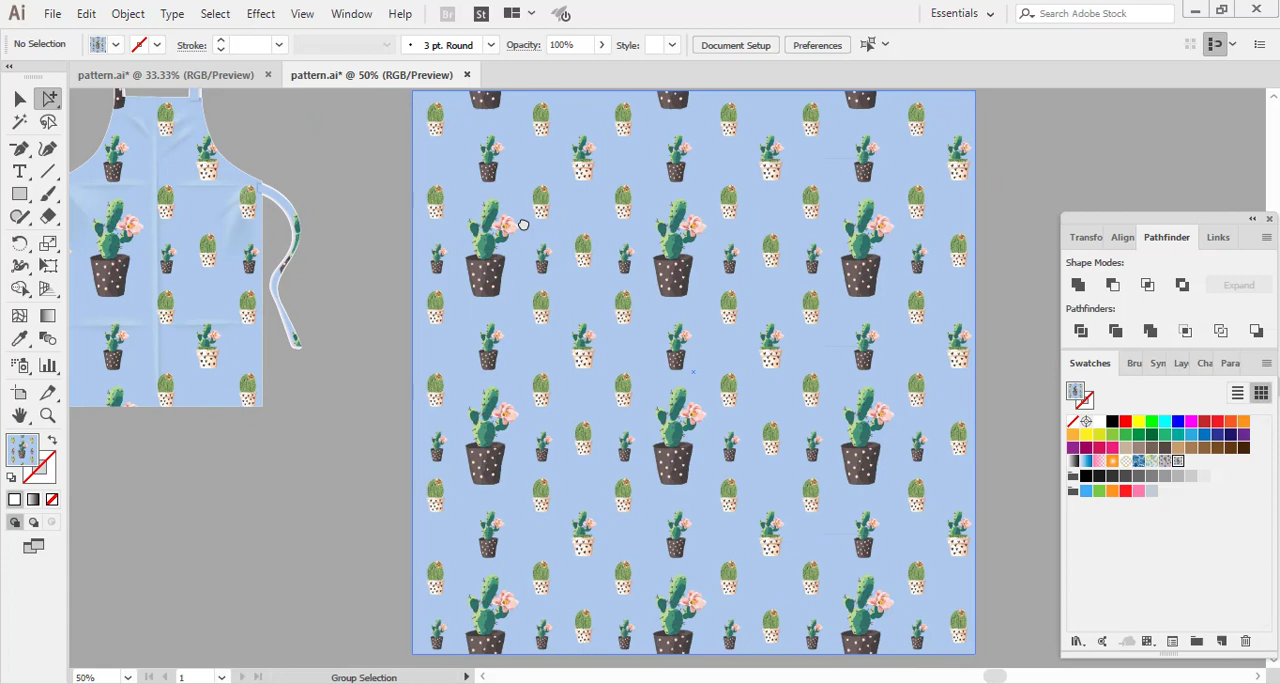 Ai File Edit Object Type Select Effect View Window Help Br St Essentials Search Adobe Stock
No Selection Stroke: 3 pt. Round Opacity: 100% Style: Document Setup Preferences
pattern.ai* @ 33.33% (RGB/Preview) pattern.ai* @ 50% (RGB/Preview)
Transfo Align Pathfinder Links
Shape Modes:
Expand
Pathfinders:
Swatches Bru Syn Lay Cha Para
50% 1 Group Selection